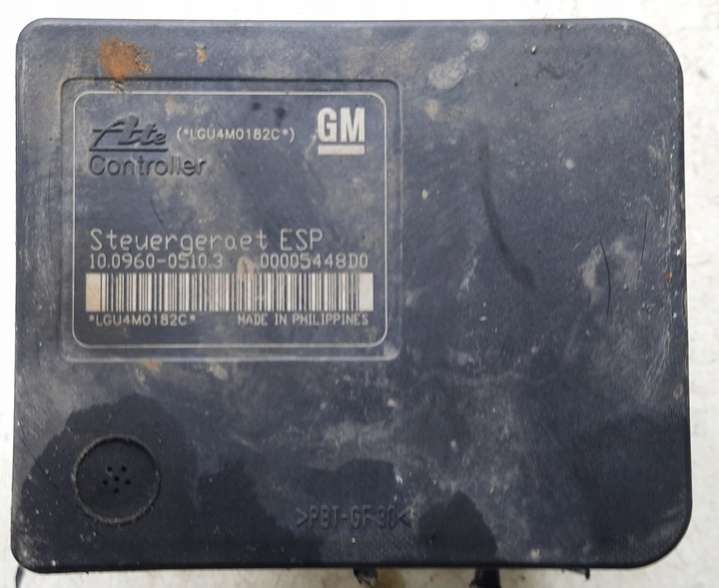 Ate (*LGU4M0182C*) GM
Controller
Steuergeraet ESP
10.0960-0510.3 00005448D0
*LGU4M0182C* MADE IN PHILIPPINES
>PBT-GF30<